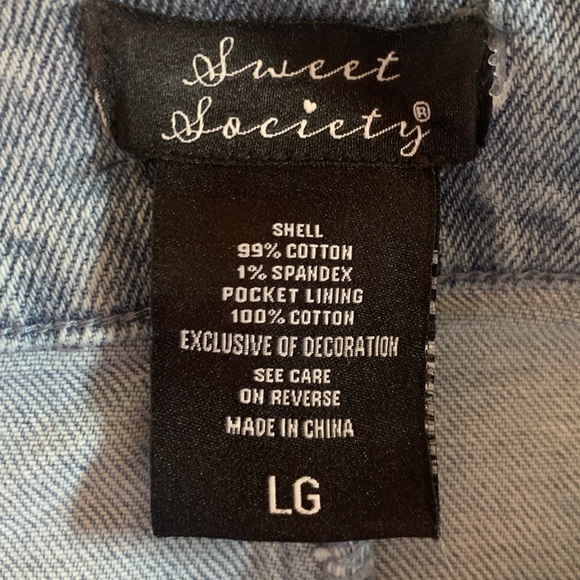 Sweet
Society®
SHELL
99% COTTON
1% SPANDEX
POCKET LINING
100% COTTON
EXCLUSIVE OF DECORATION
SEE CARE
ON REVERSE
MADE IN CHINA
LG